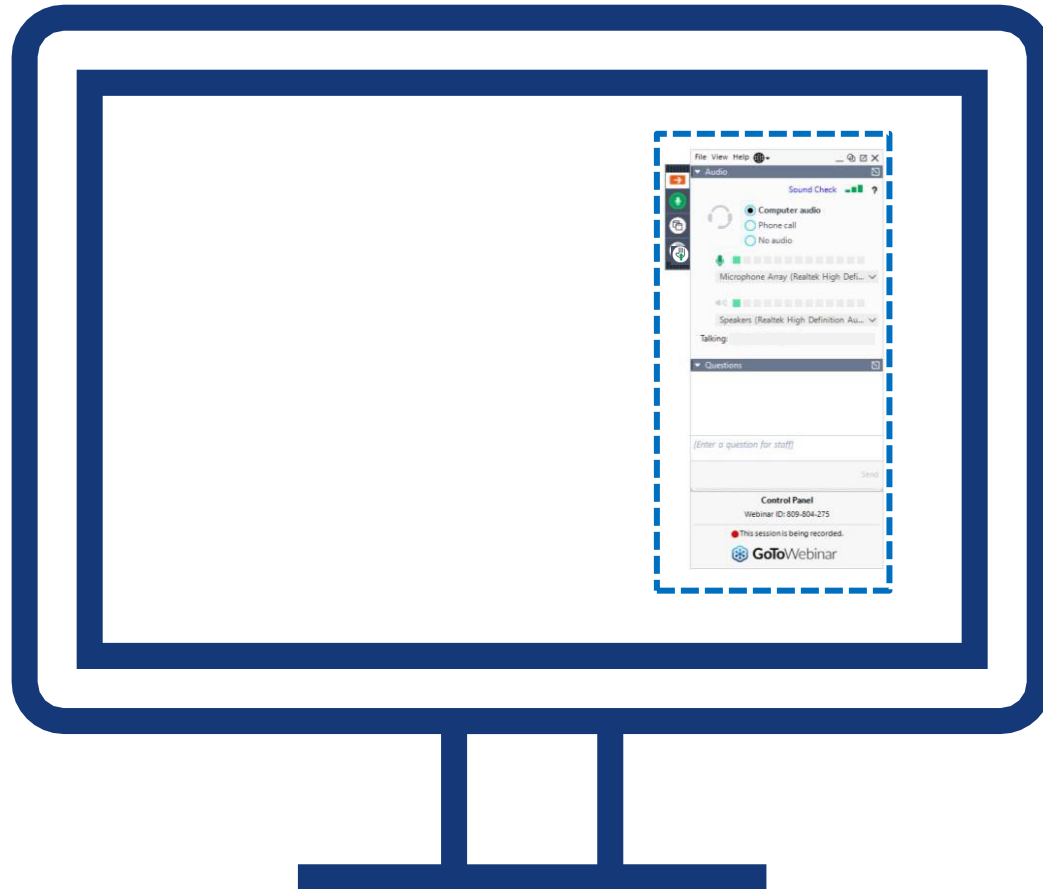 File View Help
Audio
Sound Check ?
Computer audio
Phone call
No audio
Microphone Array (Realtek High Defi...
Speakers (Realtek High Definition Au...
Talking:
Questions
[Enter a question for staff]
Send
Control Panel
Webinar ID: 809-804-275
This session is being recorded.
GoToWebinar